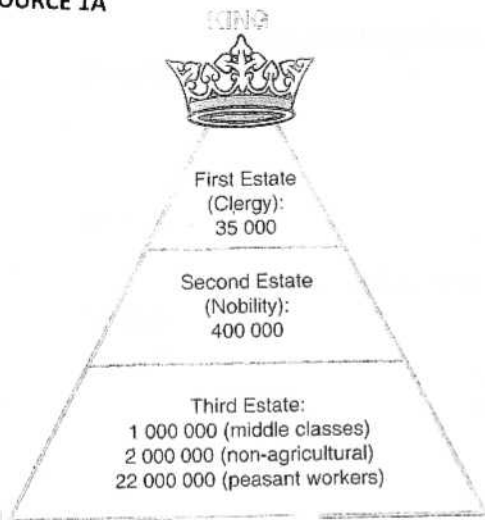 SOURCE 1A
KING
First Estate
(Clergy):
35 000
Second Estate
(Nobility):
400 000
Third Estate:
1 000 000 (middle classes)
2 000 000 (non-agricultural)
22 000 000 (peasant workers)